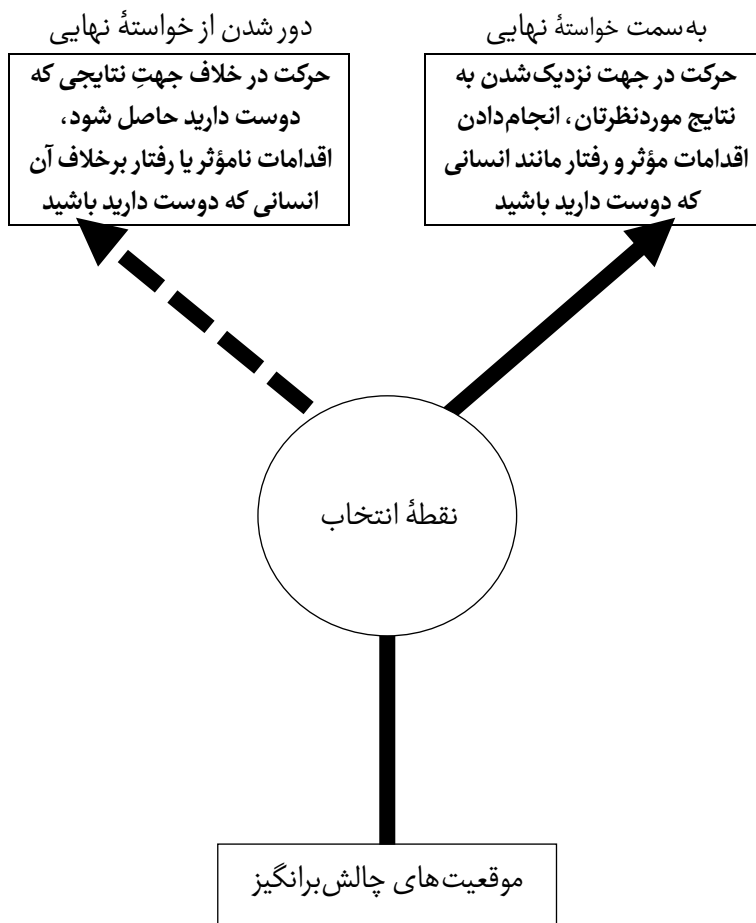 به‌سمت خواستهٔ نهایی
حرکت در جهت نزدیک‌شدن به
نتایج موردنظرتان، انجام‌دادن
اقدامات مؤثر و رفتار مانند انسانی
که دوست دارید باشید
دور شدن از خواستهٔ نهایی
حرکت در خلاف جهتِ نتایجی که
دوست دارید حاصل شود،
اقدامات نامؤثر یا رفتار برخلاف آن
انسانی که دوست دارید باشید
نقطهٔ انتخاب
موقعیت‌های چالش‌برانگیز